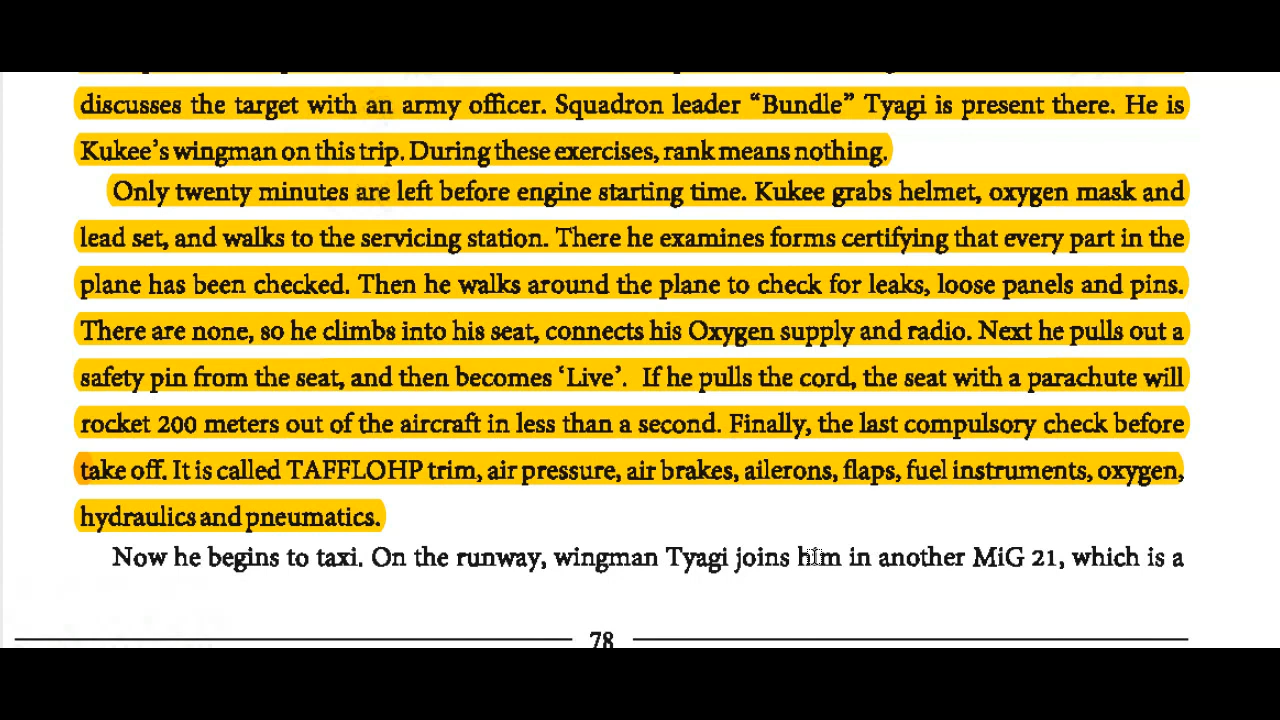 discusses the target with an army officer. Squadron leader “Bundle” Tyagi is present there. He is
Kukee’s wingman on this trip. During these exercises, rank means nothing.
Only twenty minutes are left before engine starting time. Kukee grabs helmet, oxygen mask and
lead set, and walks to the servicing station. There he examines forms certifying that every part in the
plane has been checked. Then he walks around the plane to check for leaks, loose panels and pins.
There are none, so he climbs into his seat, connects his Oxygen supply and radio. Next he pulls out a
safety pin from the seat, and then becomes ‘Live’. If he pulls the cord, the seat with a parachute will
rocket 200 meters out of the aircraft in less than a second. Finally, the last compulsory check before
take off. It is called TAFFLOHP trim, air pressure, air brakes, ailerons, flaps, fuel instruments, oxygen,
hydraulics and pneumatics.
Now he begins to taxi. On the runway, wingman Tyagi joins him in another MiG 21, which is a
78